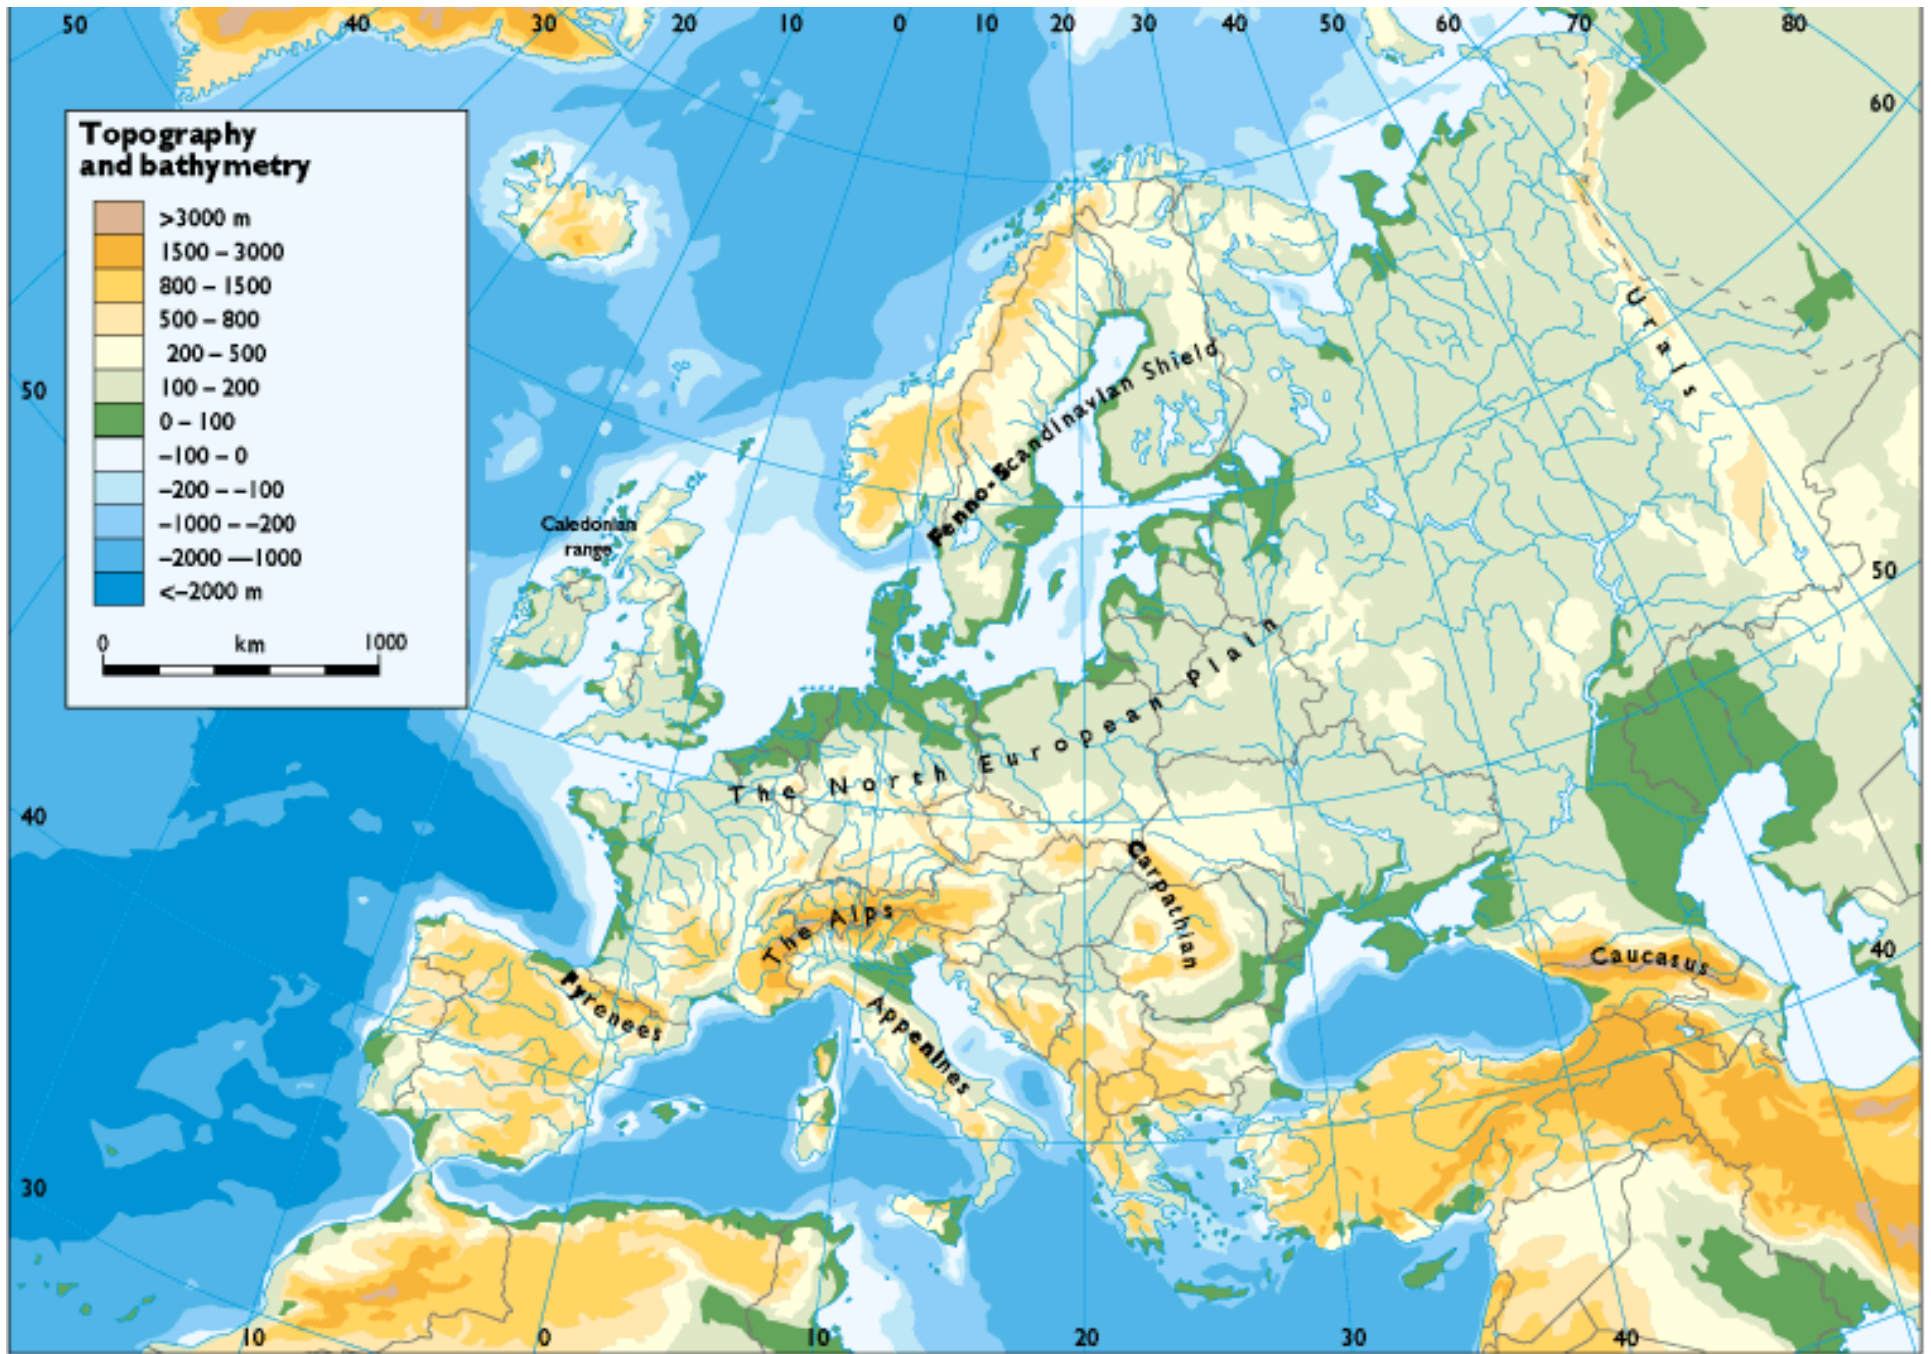 50 40 30 20 10 0 10 20 30 40 50 60 70 80
60
Topography
and bathymetry
>3000 m
1500 – 3000
800 – 1500
500 – 800
200 – 500
100 – 200
0 – 100
–100 – 0
–200 – –100
–1000 – –200
–2000 —1000
<–2000 m
0 km 1000
Urals
50
Fenno-Scandinavian Shield
Caledonian
range
50
The North European Plain
40
Carpathian
The Alps
Caucasus
40
Pyrenees
Appenines
30
10 0 10 20 30 40